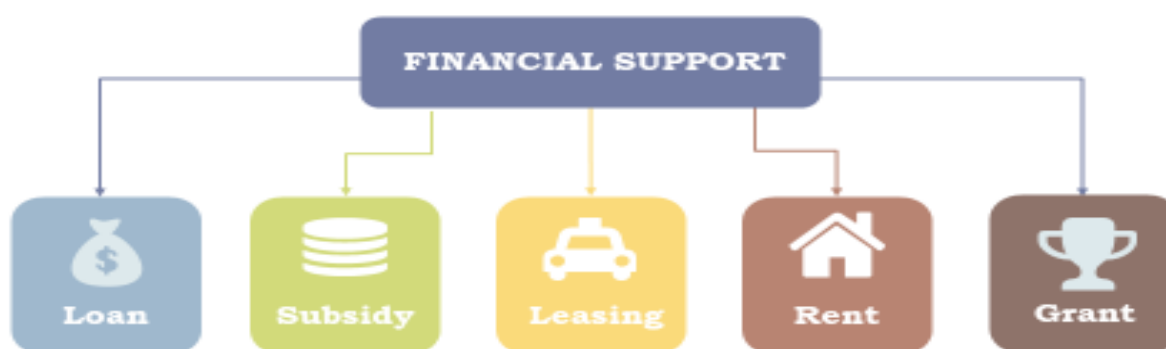 FINANCIAL SUPPORT
Loan
Subsidy
Leasing
Rent
Grant